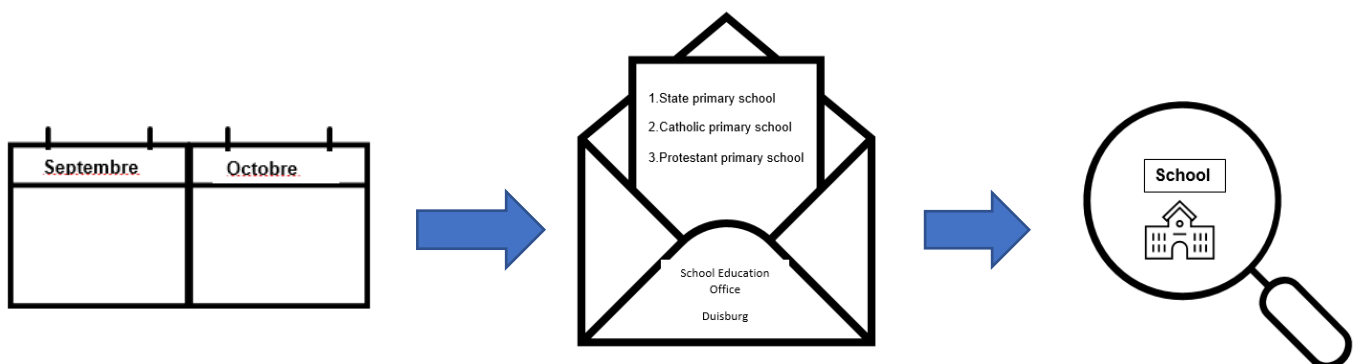 Septembre
Octobre
1.State primary school
2.Catholic primary school
3.Protestant primary school
School Education
Office
Duisburg
School